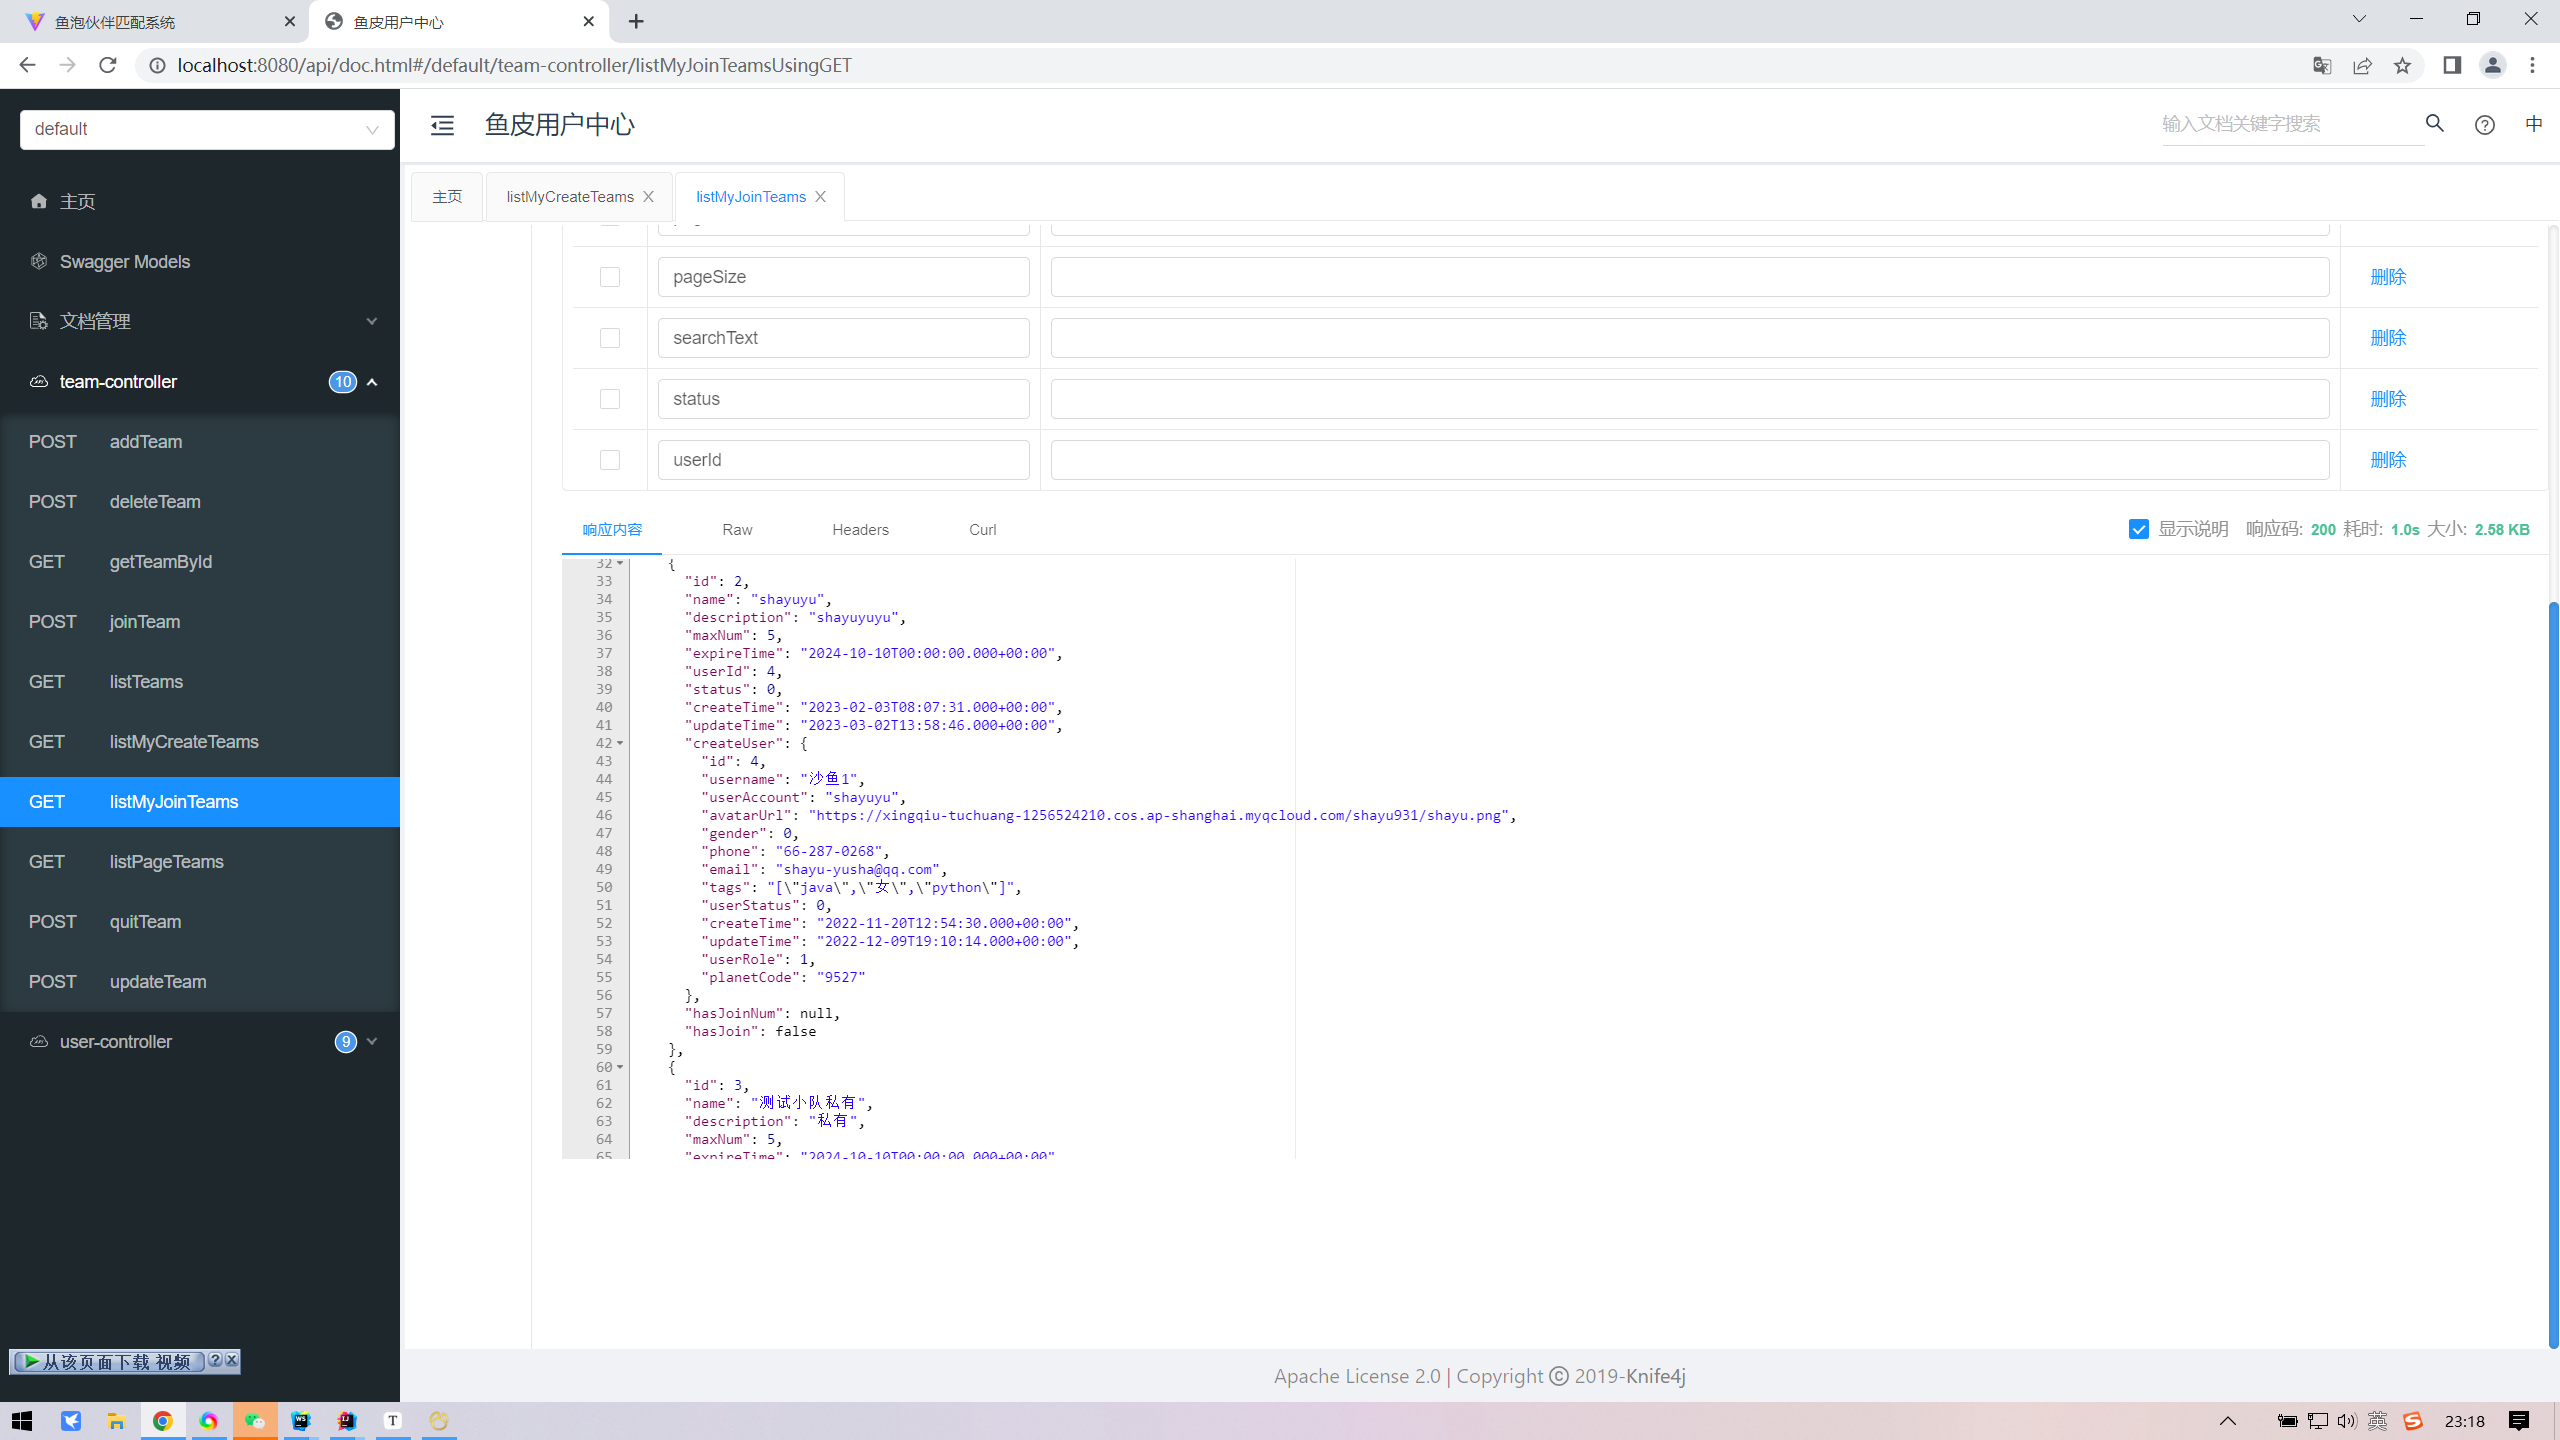 鱼泡伙伴匹配系统
鱼皮用户中心
localhost:8080/api/doc.html#/default/team-controller/listMyJoinTeamsUsingGET
default
鱼皮用户中心
输入文档关键字搜索
中
主页
listMyCreateTeams
listMyJoinTeams
主页
Swagger Models
文档管理
team-controller 10
POST addTeam
POST deleteTeam
GET getTeamById
POST joinTeam
GET listTeams
GET listMyCreateTeams
GET listMyJoinTeams
GET listPageTeams
POST quitTeam
POST updateTeam
user-controller 9
pageSize 删除
searchText 删除
status 删除
userId 删除
响应内容 Raw Headers Curl
显示说明 响应码: 200 耗时: 1.0s 大小: 2.58 KB
32 {
33 "id": 2,
34 "name": "shayuyu",
35 "description": "shayuyuyu",
36 "maxNum": 5,
37 "expireTime": "2024-10-10T00:00:00.000+00:00",
38 "userId": 4,
39 "status": 0,
40 "createTime": "2023-02-03T08:07:31.000+00:00",
41 "updateTime": "2023-03-02T13:58:46.000+00:00",
42 "createUser": {
43 "id": 4,
44 "username": "沙鱼1",
45 "userAccount": "shayuyu",
46 "avatarUrl": "https://xingqiu-tuchuang-1256524210.cos.ap-shanghai.myqcloud.com/shayu931/shayu.png",
47 "gender": 0,
48 "phone": "66-287-0268",
49 "email": "shayu-yusha@qq.com",
50 "tags": "[\"java\",\"女\",\"python\"]",
51 "userStatus": 0,
52 "createTime": "2022-11-20T12:54:30.000+00:00",
53 "updateTime": "2022-12-09T19:10:14.000+00:00",
54 "userRole": 1,
55 "planetCode": "9527"
56 },
57 "hasJoinNum": null,
58 "hasJoin": false
59 },
60 {
61 "id": 3,
62 "name": "测试小队私有",
63 "description": "私有",
64 "maxNum": 5,
65 "expireTime": "2024-10-10T00:00:00.000+00:00"
从该页面下载 视频
Apache License 2.0 | Copyright © 2019-Knife4j
英
23:18